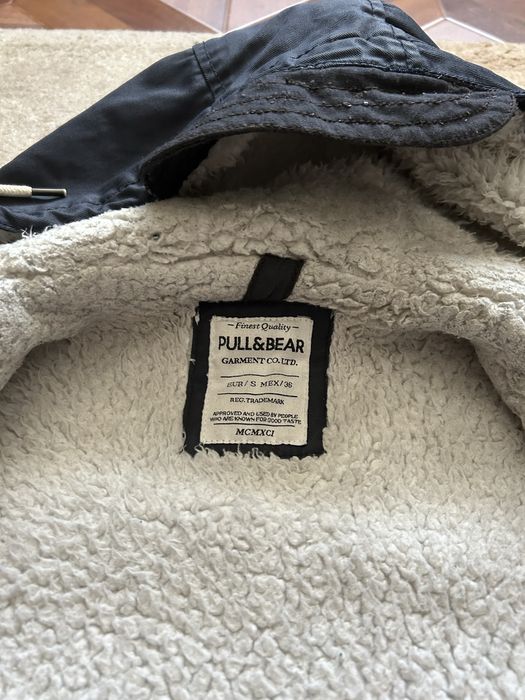 Finest Quality
PULL&BEAR
GARMENT CO.LTD.
EUR/S MEX/36
REG.TRADEMARK
APPROVED AND USED BY PEOPLE
WHO ARE KNOWN FOR GOOD TASTE
MCMXCI